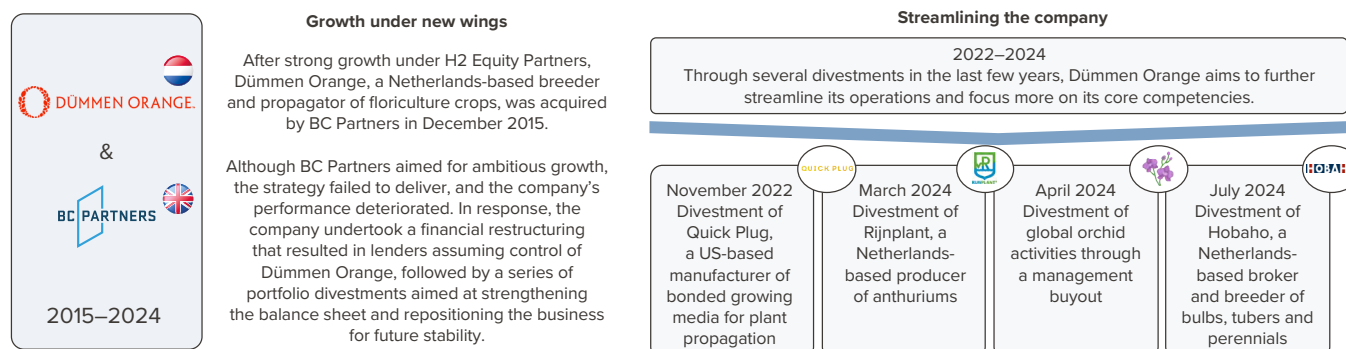 DÜMMEN ORANGE.
&
BC PARTNERS
2015–2024
Growth under new wings
After strong growth under H2 Equity Partners,
Dümmen Orange, a Netherlands-based breeder
and propagator of floriculture crops, was acquired
by BC Partners in December 2015.
Although BC Partners aimed for ambitious growth,
the strategy failed to deliver, and the company’s
performance deteriorated. In response, the
company undertook a financial restructuring
that resulted in lenders assuming control of
Dümmen Orange, followed by a series of
portfolio divestments aimed at strengthening
the balance sheet and repositioning the business
for future stability.
Streamlining the company
2022–2024
Through several divestments in the last few years, Dümmen Orange aims to further
streamline its operations and focus more on its core competencies.
QUICK PLUG
November 2022
Divestment of
Quick Plug,
a US-based
manufacturer of
bonded growing
media for plant
propagation
RIJNPLANT
March 2024
Divestment of
Rijnplant, a
Netherlands-
based producer
of anthuriums
April 2024
Divestment of
global orchid
activities through
a management
buyout
HOBAH
July 2024
Divestment of
Hobaho, a
Netherlands-
based broker
and breeder of
bulbs, tubers and
perennials